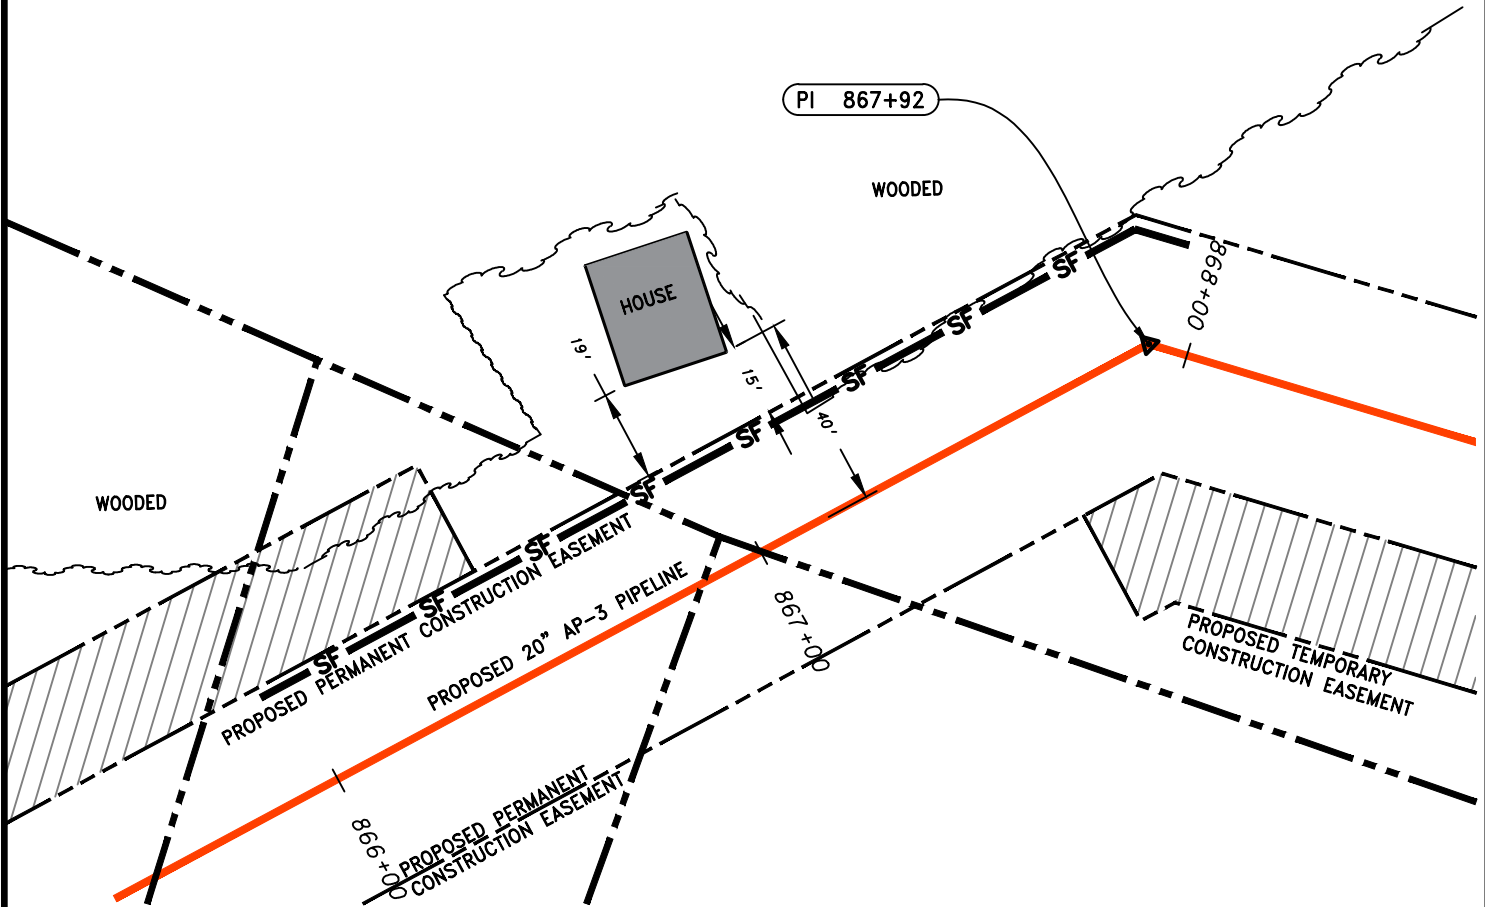 PI 867+92
WOODED
868+00
HOUSE
19'
15'
40'
SF
SF
SF
SF
SF
SF
SF
SF
WOODED
PROPOSED PERMANENT CONSTRUCTION EASEMENT
PROPOSED 20" AP-3 PIPELINE
867+00
PROPOSED TEMPORARY
CONSTRUCTION EASEMENT
866+00
PROPOSED PERMANENT
CONSTRUCTION EASEMENT